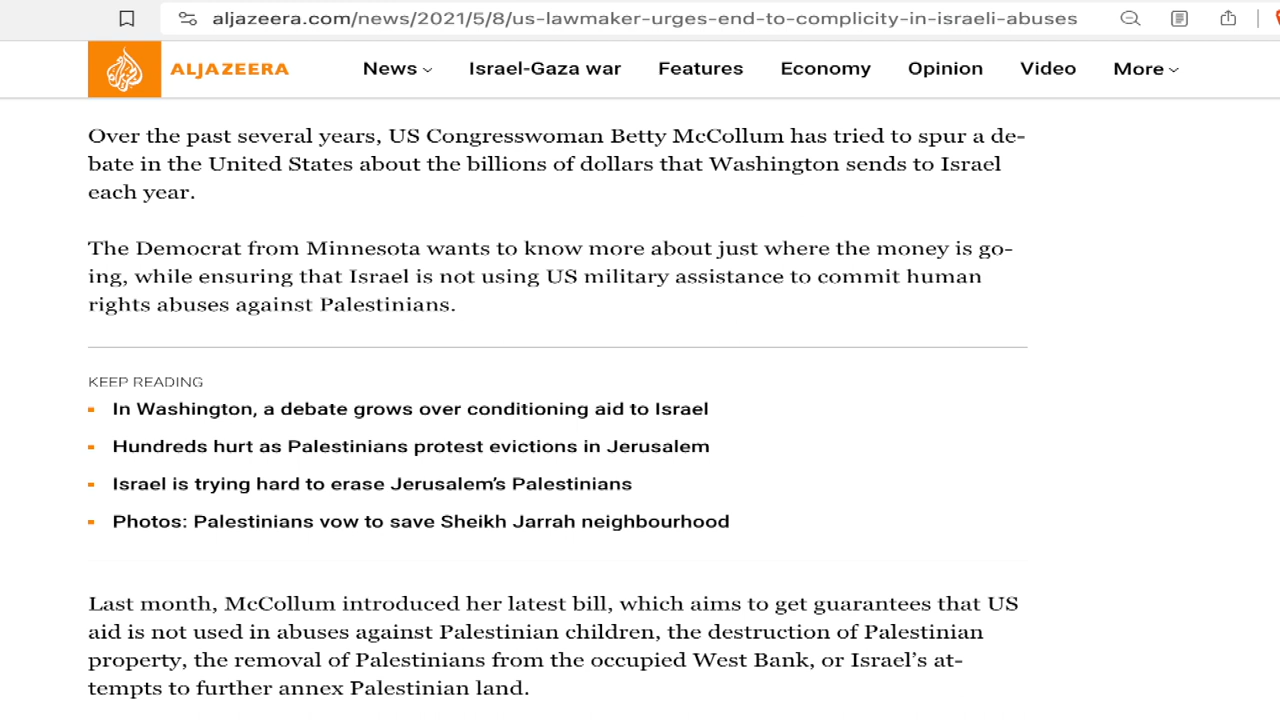 aljazeera.com/news/2021/5/8/us-lawmaker-urges-end-to-complicity-in-israeli-abuses
ALJAZEERA News Israel-Gaza war Features Economy Opinion Video More
Over the past several years, US Congresswoman Betty McCollum has tried to spur a de-
bate in the United States about the billions of dollars that Washington sends to Israel
each year.
The Democrat from Minnesota wants to know more about just where the money is go-
ing, while ensuring that Israel is not using US military assistance to commit human
rights abuses against Palestinians.
KEEP READING
In Washington, a debate grows over conditioning aid to Israel
Hundreds hurt as Palestinians protest evictions in Jerusalem
Israel is trying hard to erase Jerusalem’s Palestinians
Photos: Palestinians vow to save Sheikh Jarrah neighbourhood
Last month, McCollum introduced her latest bill, which aims to get guarantees that US
aid is not used in abuses against Palestinian children, the destruction of Palestinian
property, the removal of Palestinians from the occupied West Bank, or Israel’s at-
tempts to further annex Palestinian land.